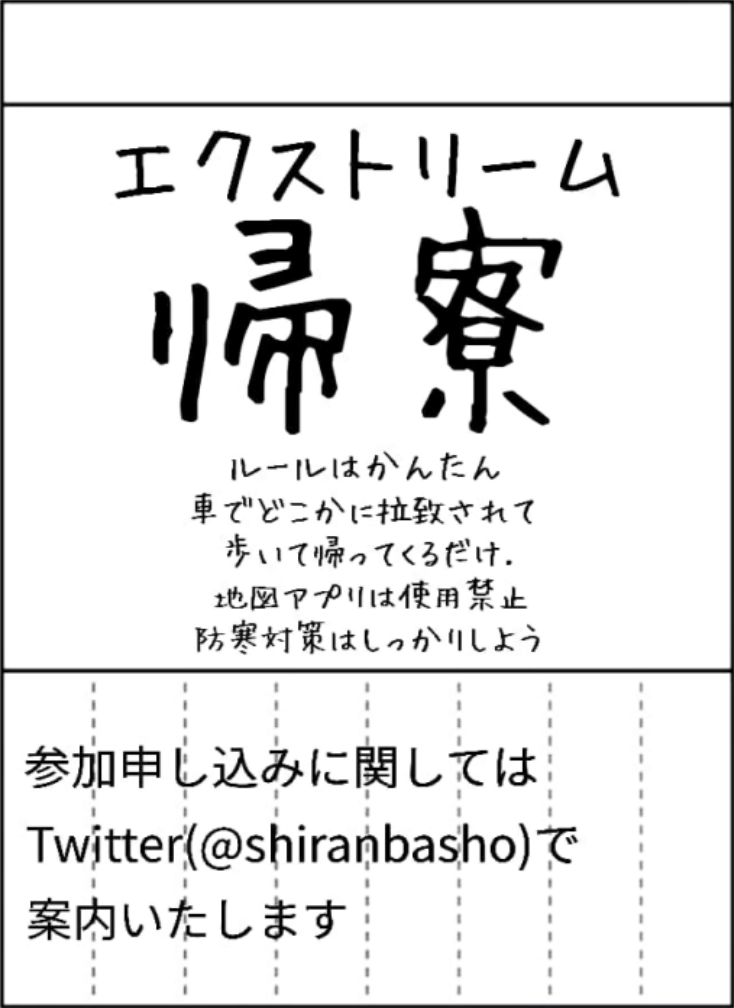 エクストリーム
帰寮
ルールはかんたん
車でどこかに拉致されて
歩いて帰ってくるだけ.
地図アプリは使用禁止
防寒対策はしっかりしよう
参加申し込みに関しては
Twitter(@shiranbasho)で
案内いたします